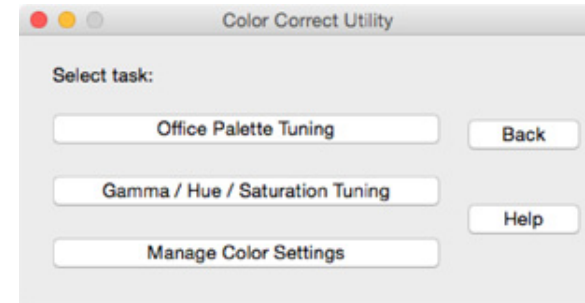 Color Correct Utility
Select task:
Office Palette Tuning
Back
Gamma / Hue / Saturation Tuning
Help
Manage Color Settings